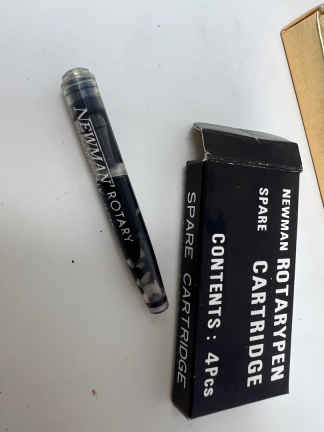 NEWMAN ROTARY
NEWMAN ROTARYPEN
SPARE CARTRIDGE
CONTENTS: 4Pcs
SPARE CARTRIDGE